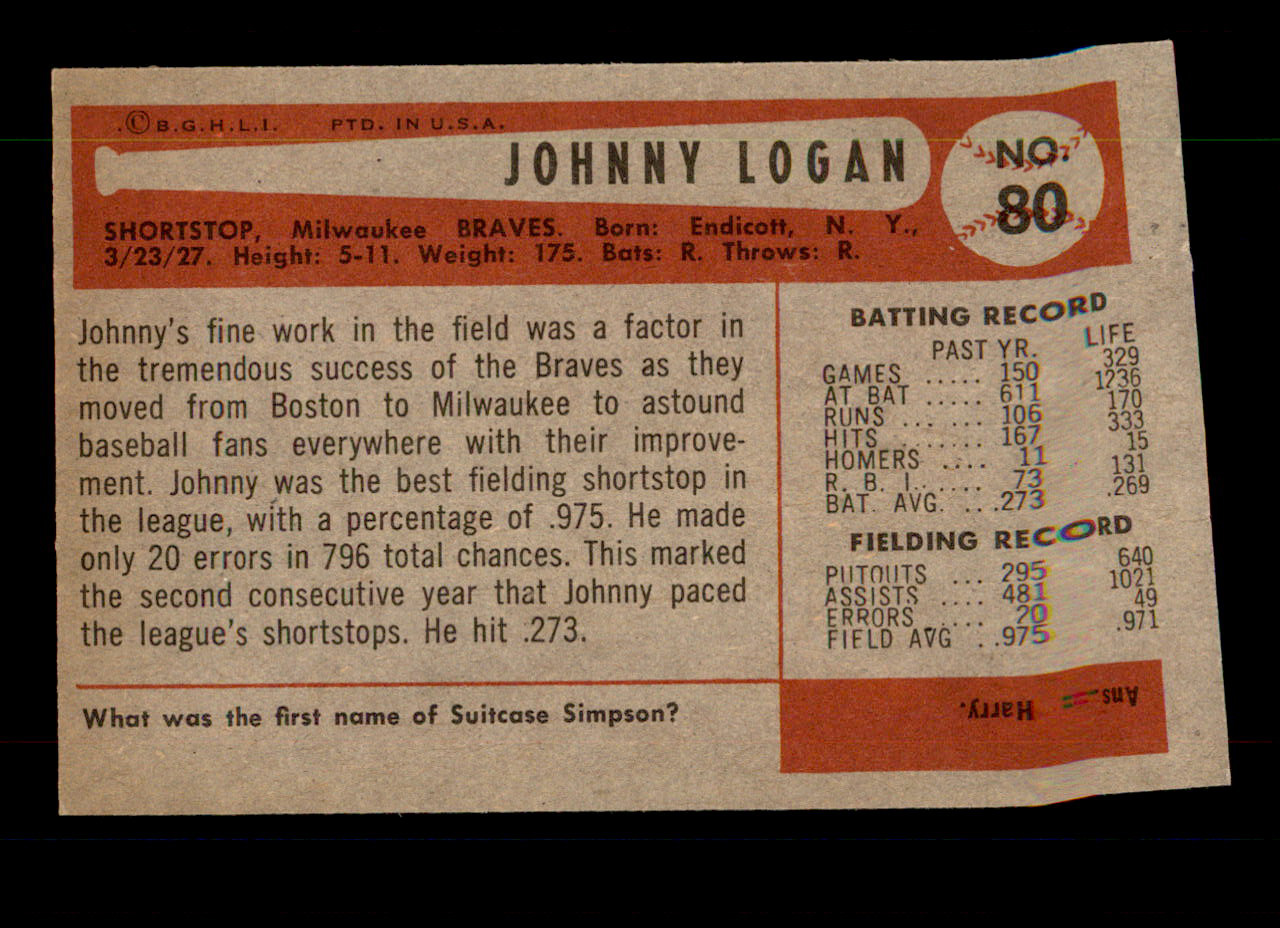 .©B.G.H.L.I. PTD. IN U.S.A.
JOHNNY LOGAN
NO.
80
SHORTSTOP, Milwaukee BRAVES. Born: Endicott, N. Y.,
3/23/27. Height: 5-11. Weight: 175. Bats: R. Throws: R.
Johnny's fine work in the field was a factor in
the tremendous success of the Braves as they
moved from Boston to Milwaukee to astound
baseball fans everywhere with their improve-
ment. Johnny was the best fielding shortstop in
the league, with a percentage of .975. He made
only 20 errors in 796 total chances. This marked
the second consecutive year that Johnny paced
the league's shortstops. He hit .273.
What was the first name of Suitcase Simpson?
BATTING RECORD
PAST YR. LIFE
GAMES ..... 150 329
AT BAT ..... 611 1236
RUNS ....... 106 170
HITS ........ 167 333
HOMERS .... 11 15
R. B. I. ..... 73 131
BAT. AVG. ...273 .269
FIELDING RECORD
PUTOUTS ... 295 640
ASSISTS .... 481 1021
ERRORS ..... 20 49
FIELD AVG . .975 .971
Ans.— Harry.